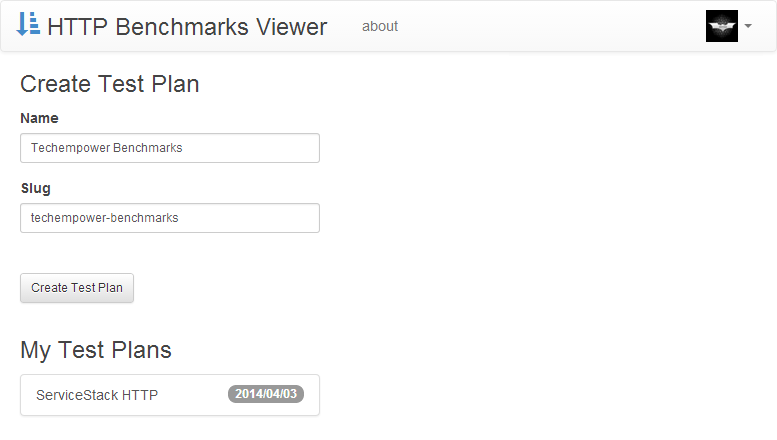 HTTP Benchmarks Viewer about
Create Test Plan
Name
Techempower Benchmarks
Slug
techempower-benchmarks
Create Test Plan
My Test Plans
ServiceStack HTTP 2014/04/03